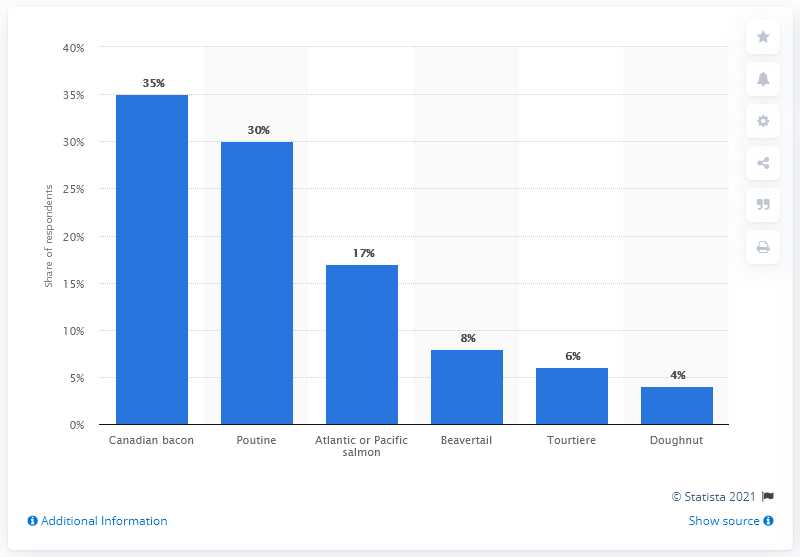 40%
35%
30%
25%
20%
15%
10%
5%
0%
Share of respondents
35%
30%
17%
8%
6%
4%
Canadian bacon
Poutine
Atlantic or Pacific
salmon
Beavertail
Tourtiere
Doughnut
© Statista 2021
Additional Information
Show source